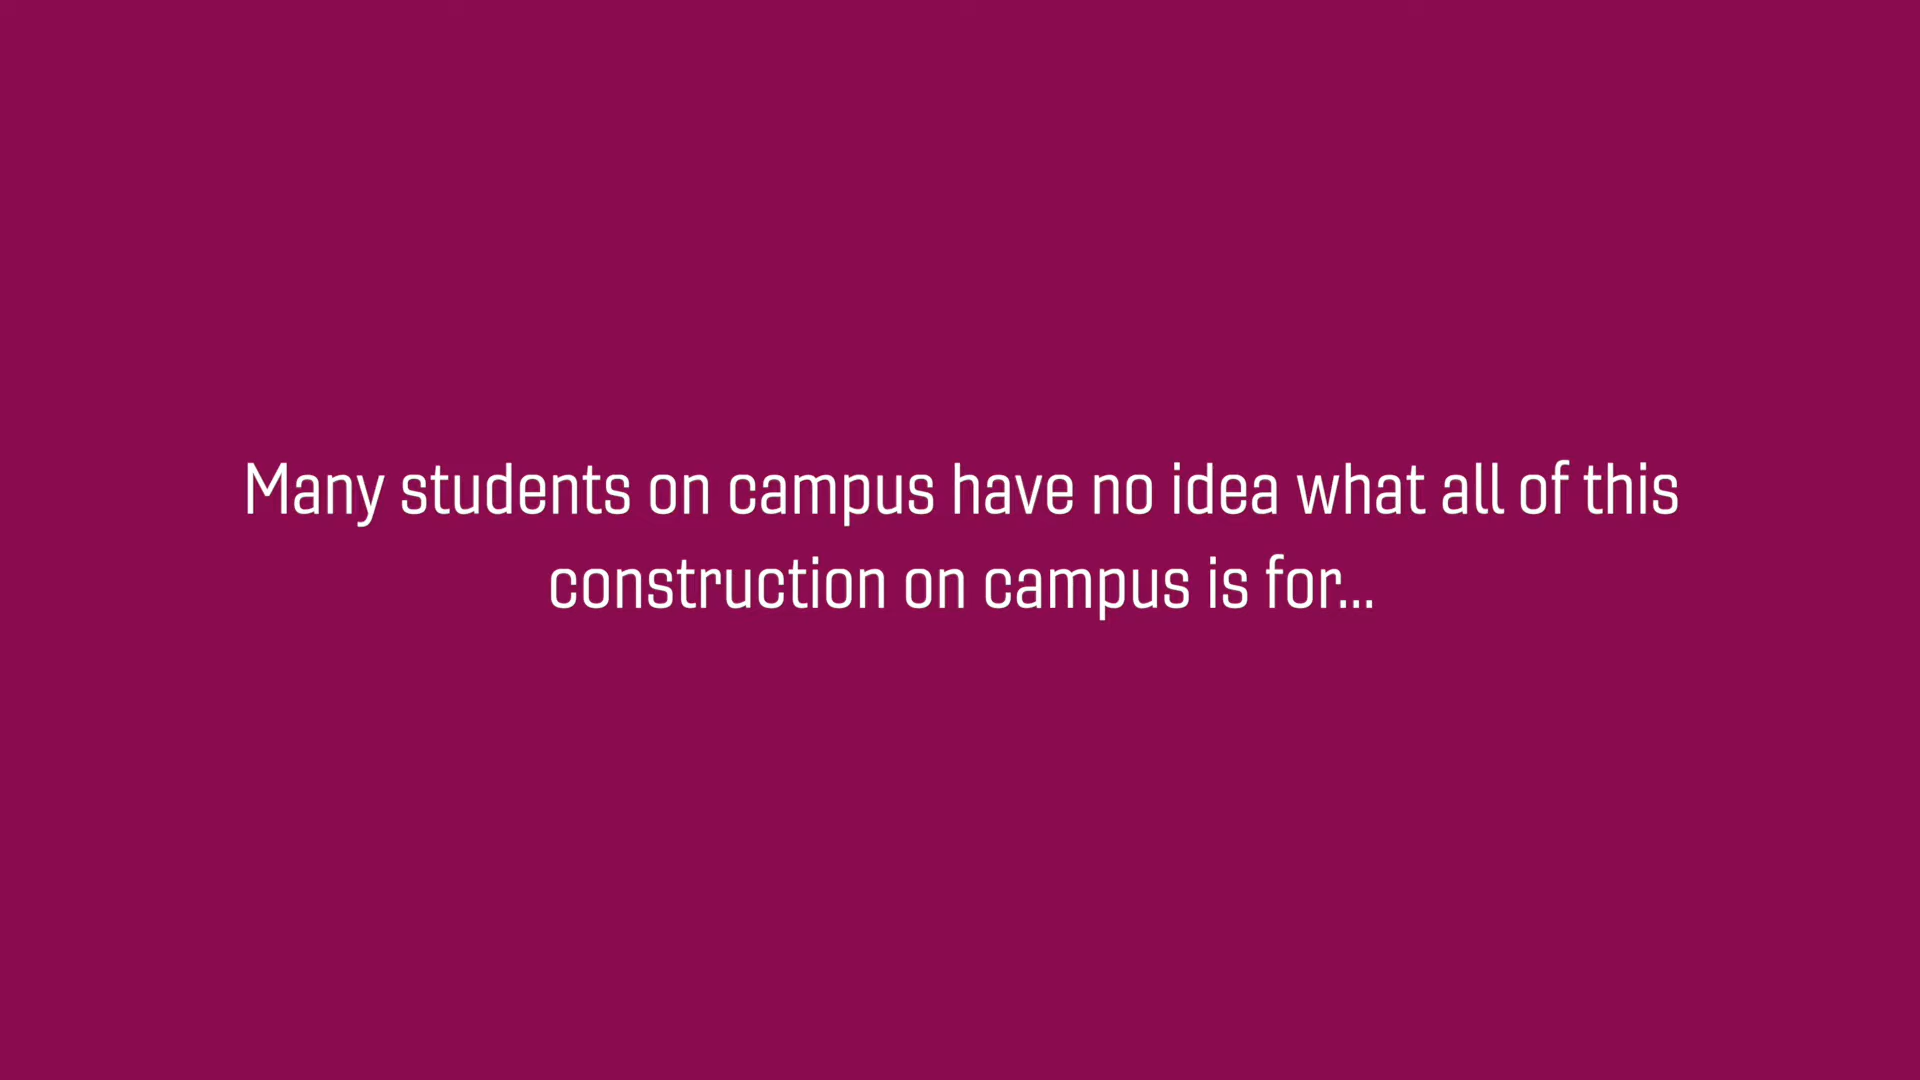 Many students on campus have no idea what all of this
construction on campus is for...